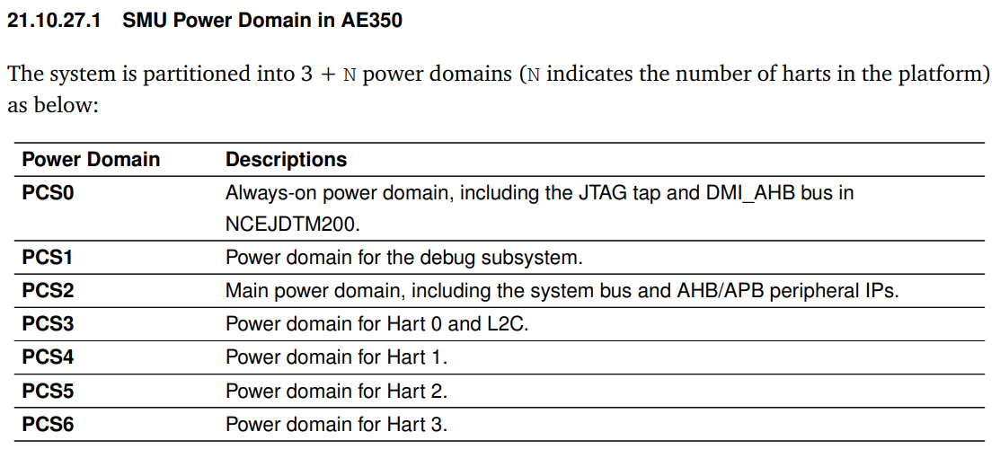 21.10.27.1 SMU Power Domain in AE350
The system is partitioned into 3 + N power domains (N indicates the number of harts in the platform)
as below:
Power Domain Descriptions
PCS0 Always-on power domain, including the JTAG tap and DMI_AHB bus in
NCEJDTM200.
PCS1 Power domain for the debug subsystem.
PCS2 Main power domain, including the system bus and AHB/APB peripheral IPs.
PCS3 Power domain for Hart 0 and L2C.
PCS4 Power domain for Hart 1.
PCS5 Power domain for Hart 2.
PCS6 Power domain for Hart 3.